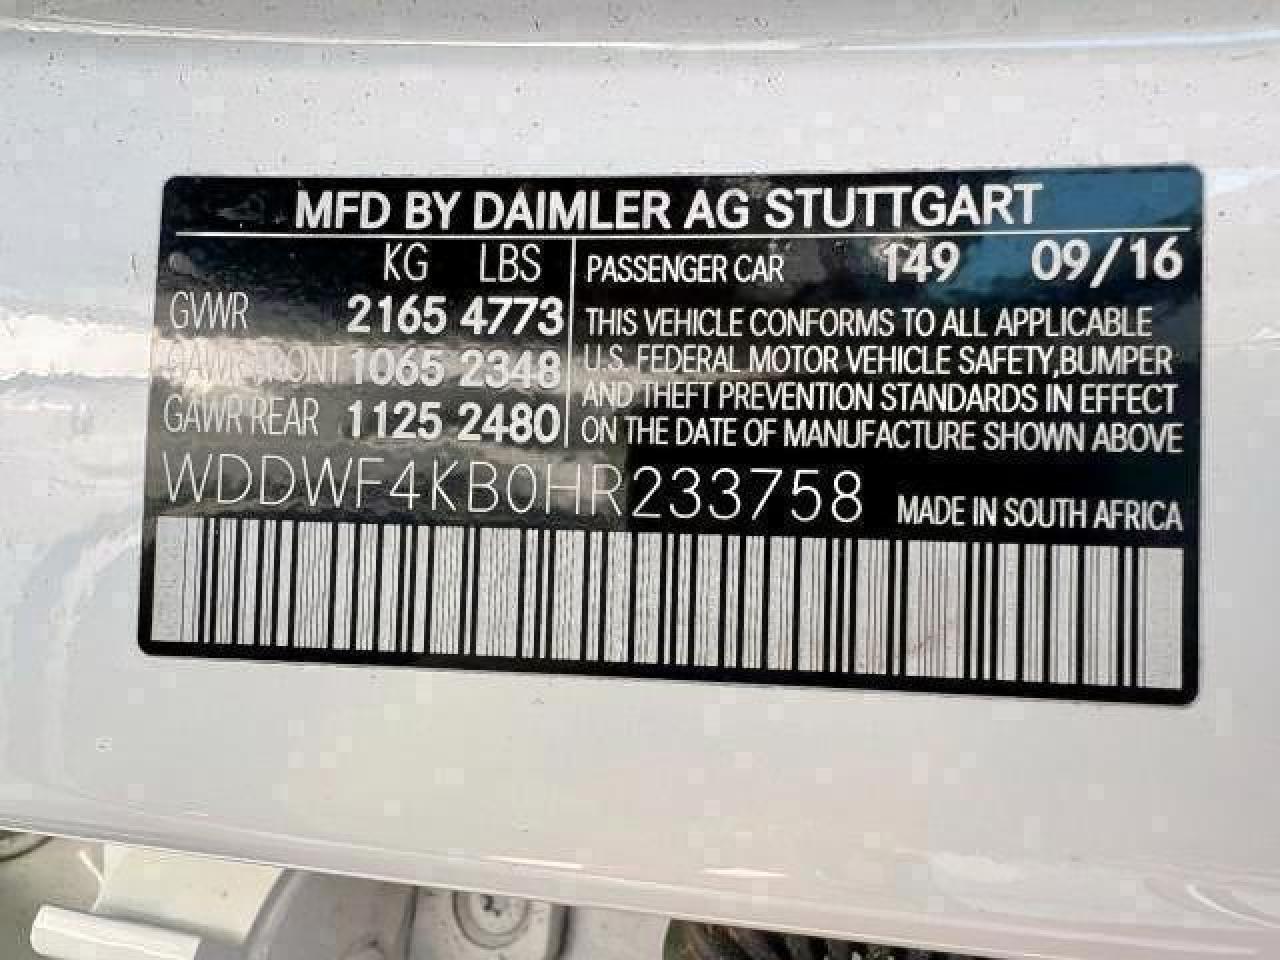 MFD BY DAIMLER AG STUTTGART
KG LBS
GVWR 2165 4773
GAWR FRONT 1065 2348
GAWR REAR 1125 2480
PASSENGER CAR 149 09/16
THIS VEHICLE CONFORMS TO ALL APPLICABLE
U.S. FEDERAL MOTOR VEHICLE SAFETY,BUMPER
AND THEFT PREVENTION STANDARDS IN EFFECT
ON THE DATE OF MANUFACTURE SHOWN ABOVE
WDDWF4KB0HR233758 MADE IN SOUTH AFRICA